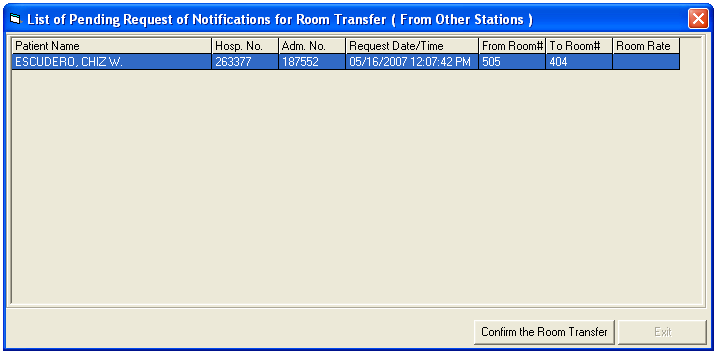 List of Pending Request of Notifications for Room Transfer ( From Other Stations )
Patient Name Hosp. No. Adm. No. Request Date/Time From Room# To Room# Room Rate
ESCUDERO, CHIZ W. 263377 187552 05/16/2007 12:07:42 PM 505 404
Confirm the Room Transfer Exit